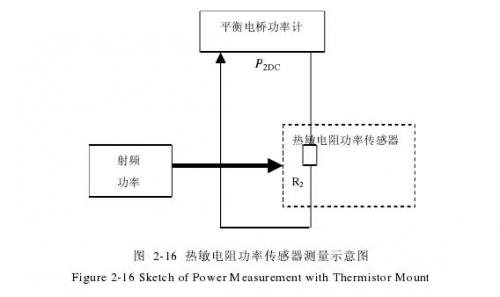 平衡电桥功率计
P2DC
热敏电阻功率传感器
射频
功率
R2
图 2-16 热敏电阻功率传感器测量示意图
Figure 2-16 Sketch of Power Measurement with Thermistor Mount